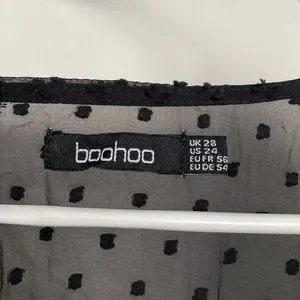 boohoo
UK 28
US 24
EU FR 56
EU DE 54